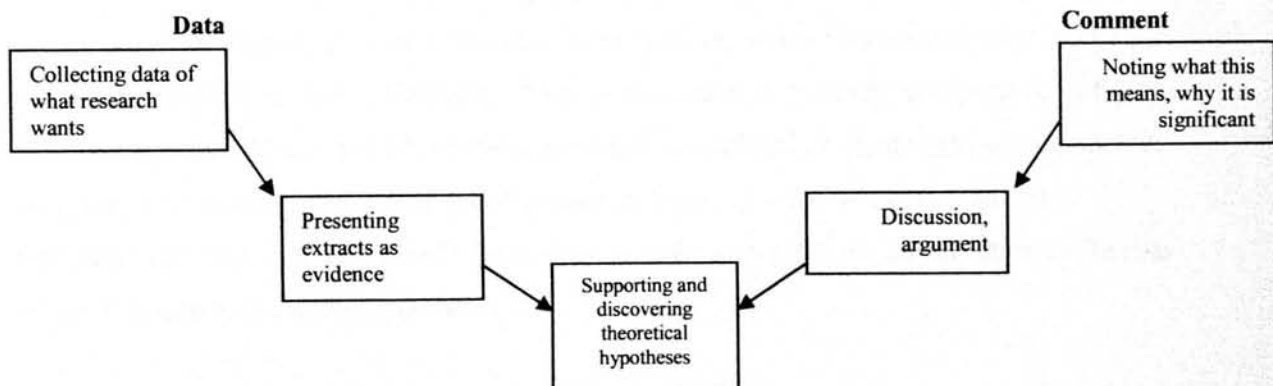 Data
Comment
Collecting data of
what research
wants
Noting what this
means, why it is
significant
Presenting
extracts as
evidence
Discussion,
argument
Supporting and
discovering
theoretical
hypotheses